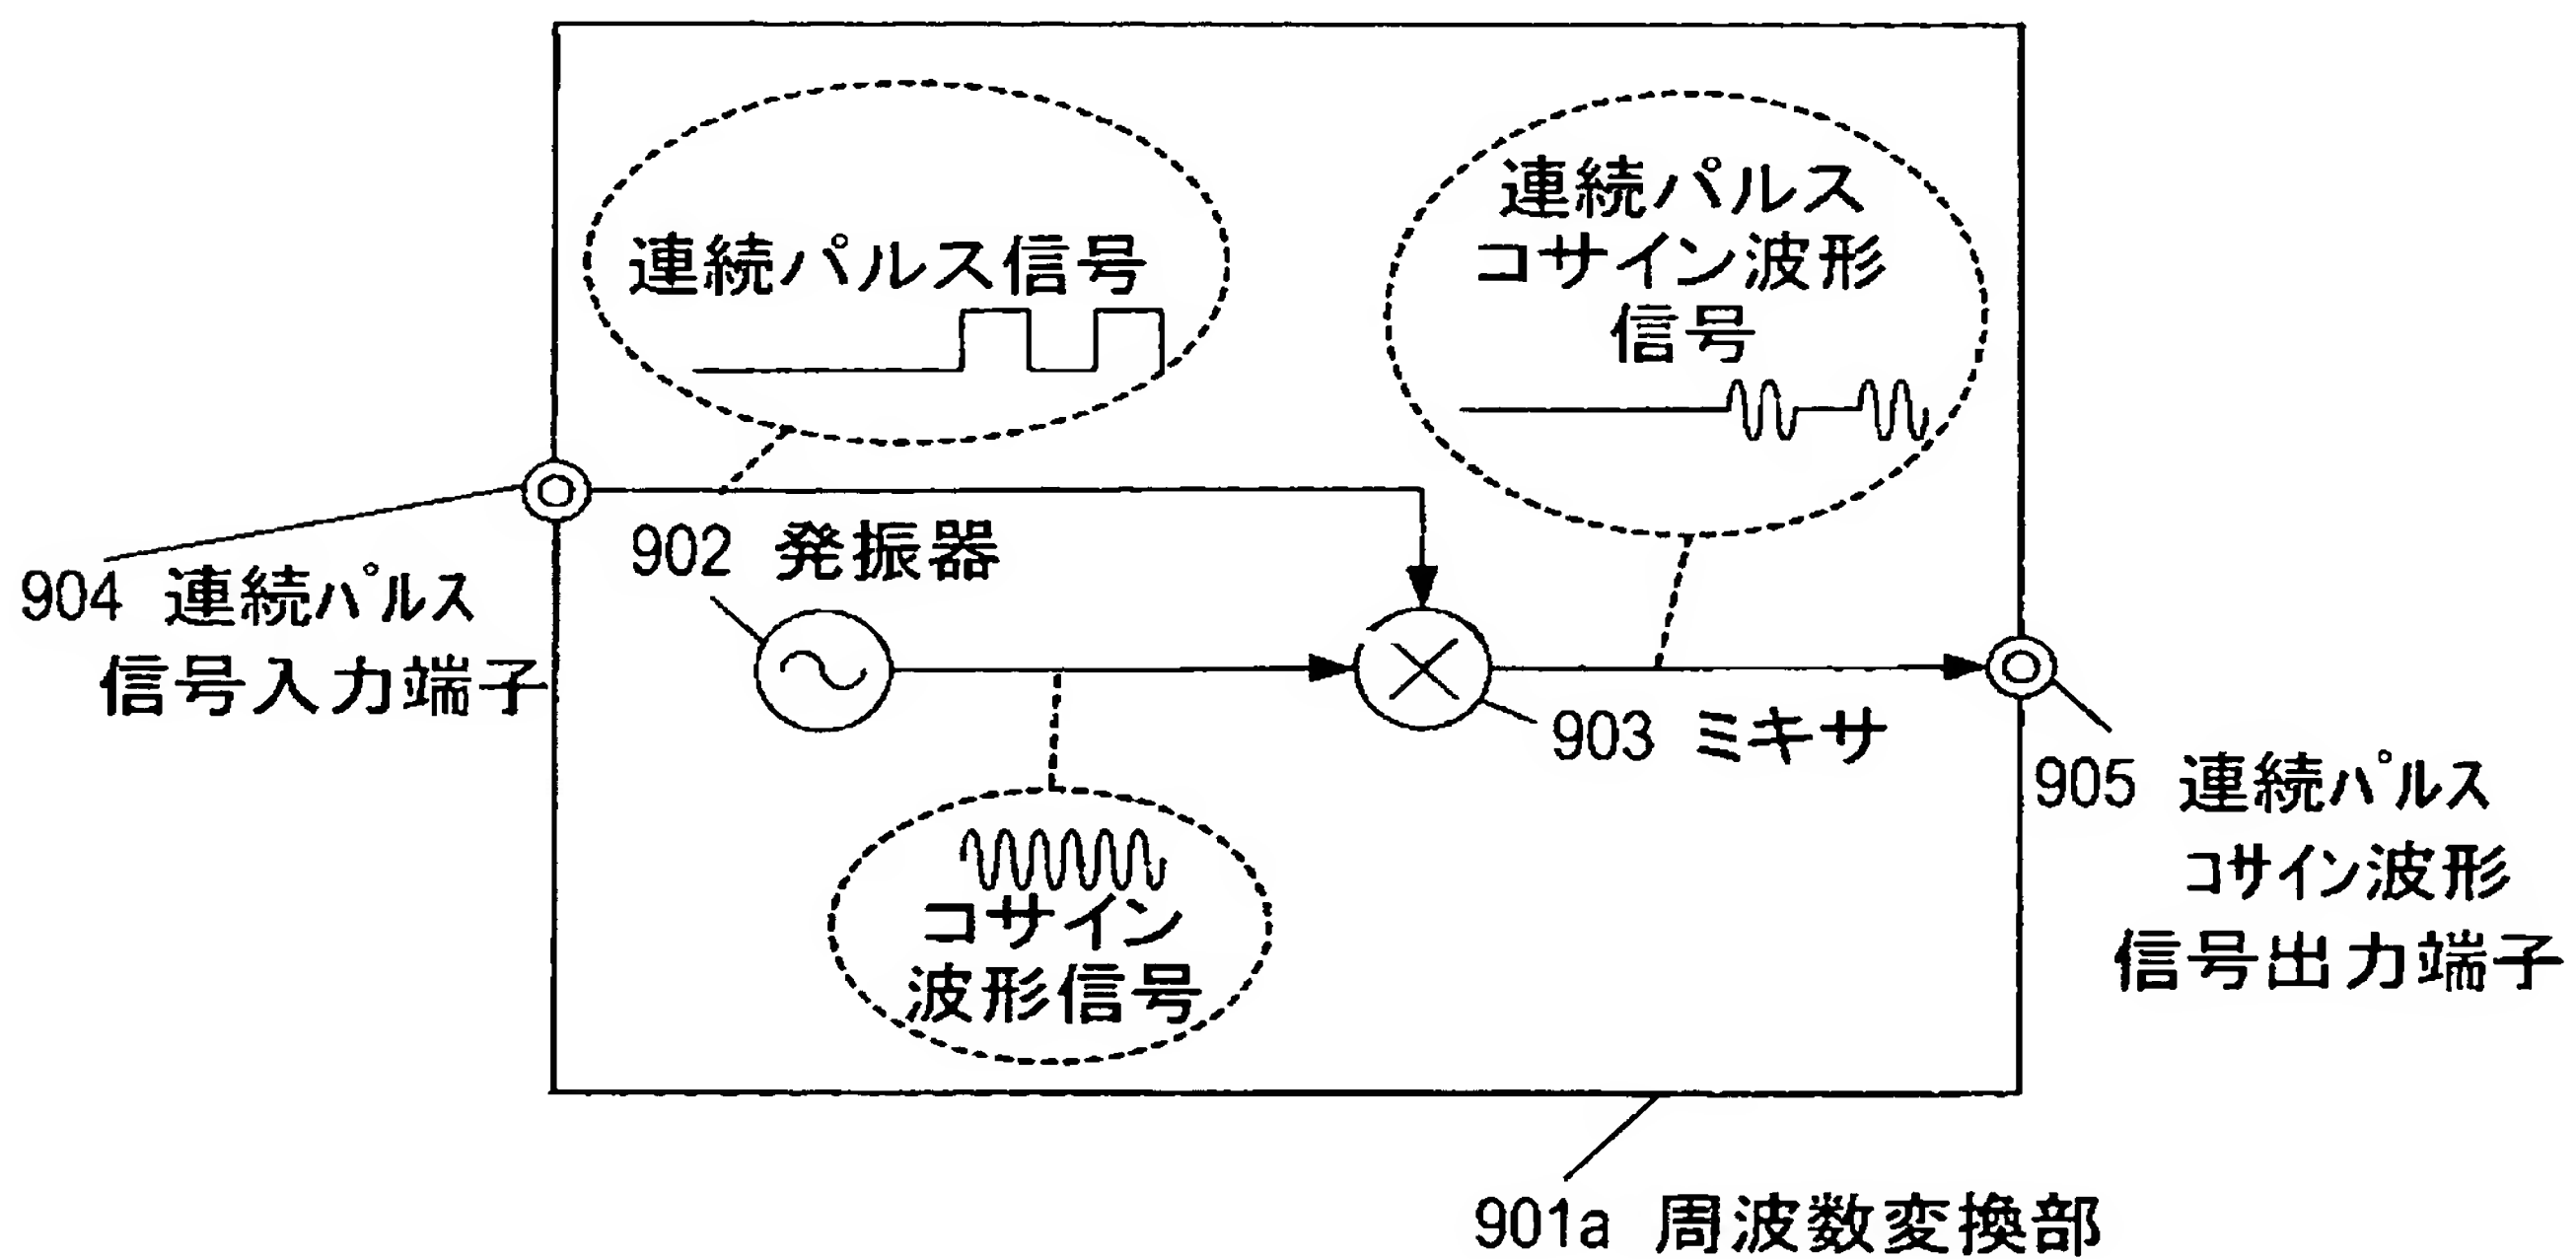 連続パルス信号
連続パルス
コサイン波形
信号
902 発振器
904 連続パルス
信号入力端子
903 ミキサ
905 連続パルス
コサイン波形
信号出力端子
コサイン
波形信号
901a 周波数変換部